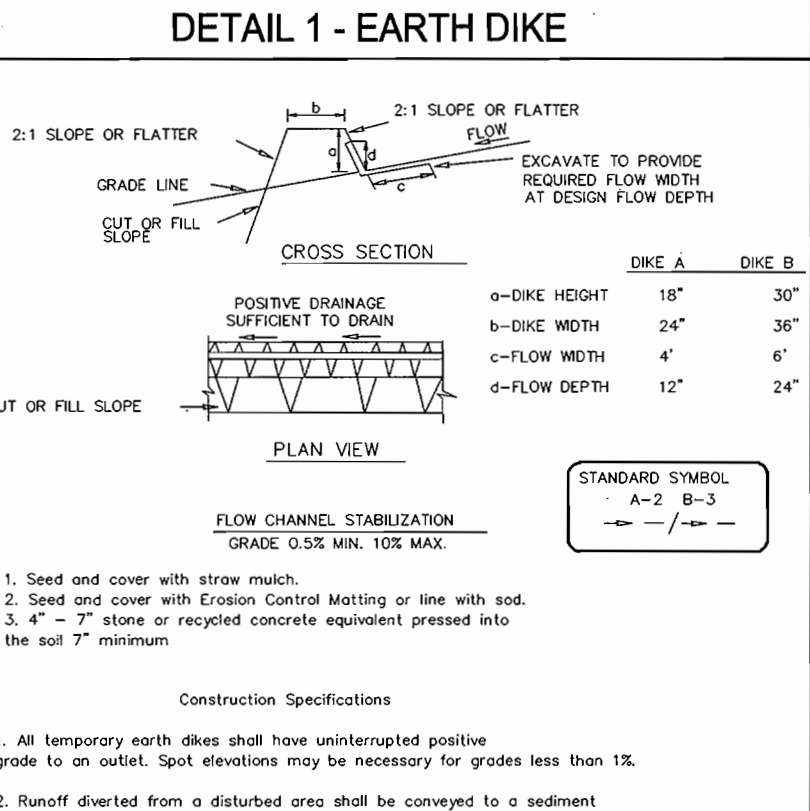 DETAIL 1 - EARTH DIKE
b
2:1 SLOPE OR FLATTER
2:1 SLOPE OR FLATTER
FLOW
a
d
c
EXCAVATE TO PROVIDE
REQUIRED FLOW WIDTH
AT DESIGN FLOW DEPTH
GRADE LINE
CUT OR FILL
SLOPE
CROSS SECTION
DIKE A DIKE B
a-DIKE HEIGHT 18" 30"
b-DIKE WIDTH 24" 36"
c-FLOW WIDTH 4' 6'
d-FLOW DEPTH 12" 24"
POSITIVE DRAINAGE
SUFFICIENT TO DRAIN
UT OR FILL SLOPE
PLAN VIEW
STANDARD SYMBOL
A-2 B-3
FLOW CHANNEL STABILIZATION
GRADE 0.5% MIN. 10% MAX.
1. Seed and cover with straw mulch.
2. Seed and cover with Erosion Control Matting or line with sod.
3. 4" - 7" stone or recycled concrete equivalent pressed into
the soil 7" minimum
Construction Specifications
. All temporary earth dikes shall have uninterrupted positive
grade to an outlet. Spot elevations may be necessary for grades less than 1%.
2. Runoff diverted from a disturbed area shall be conveyed to a sediment